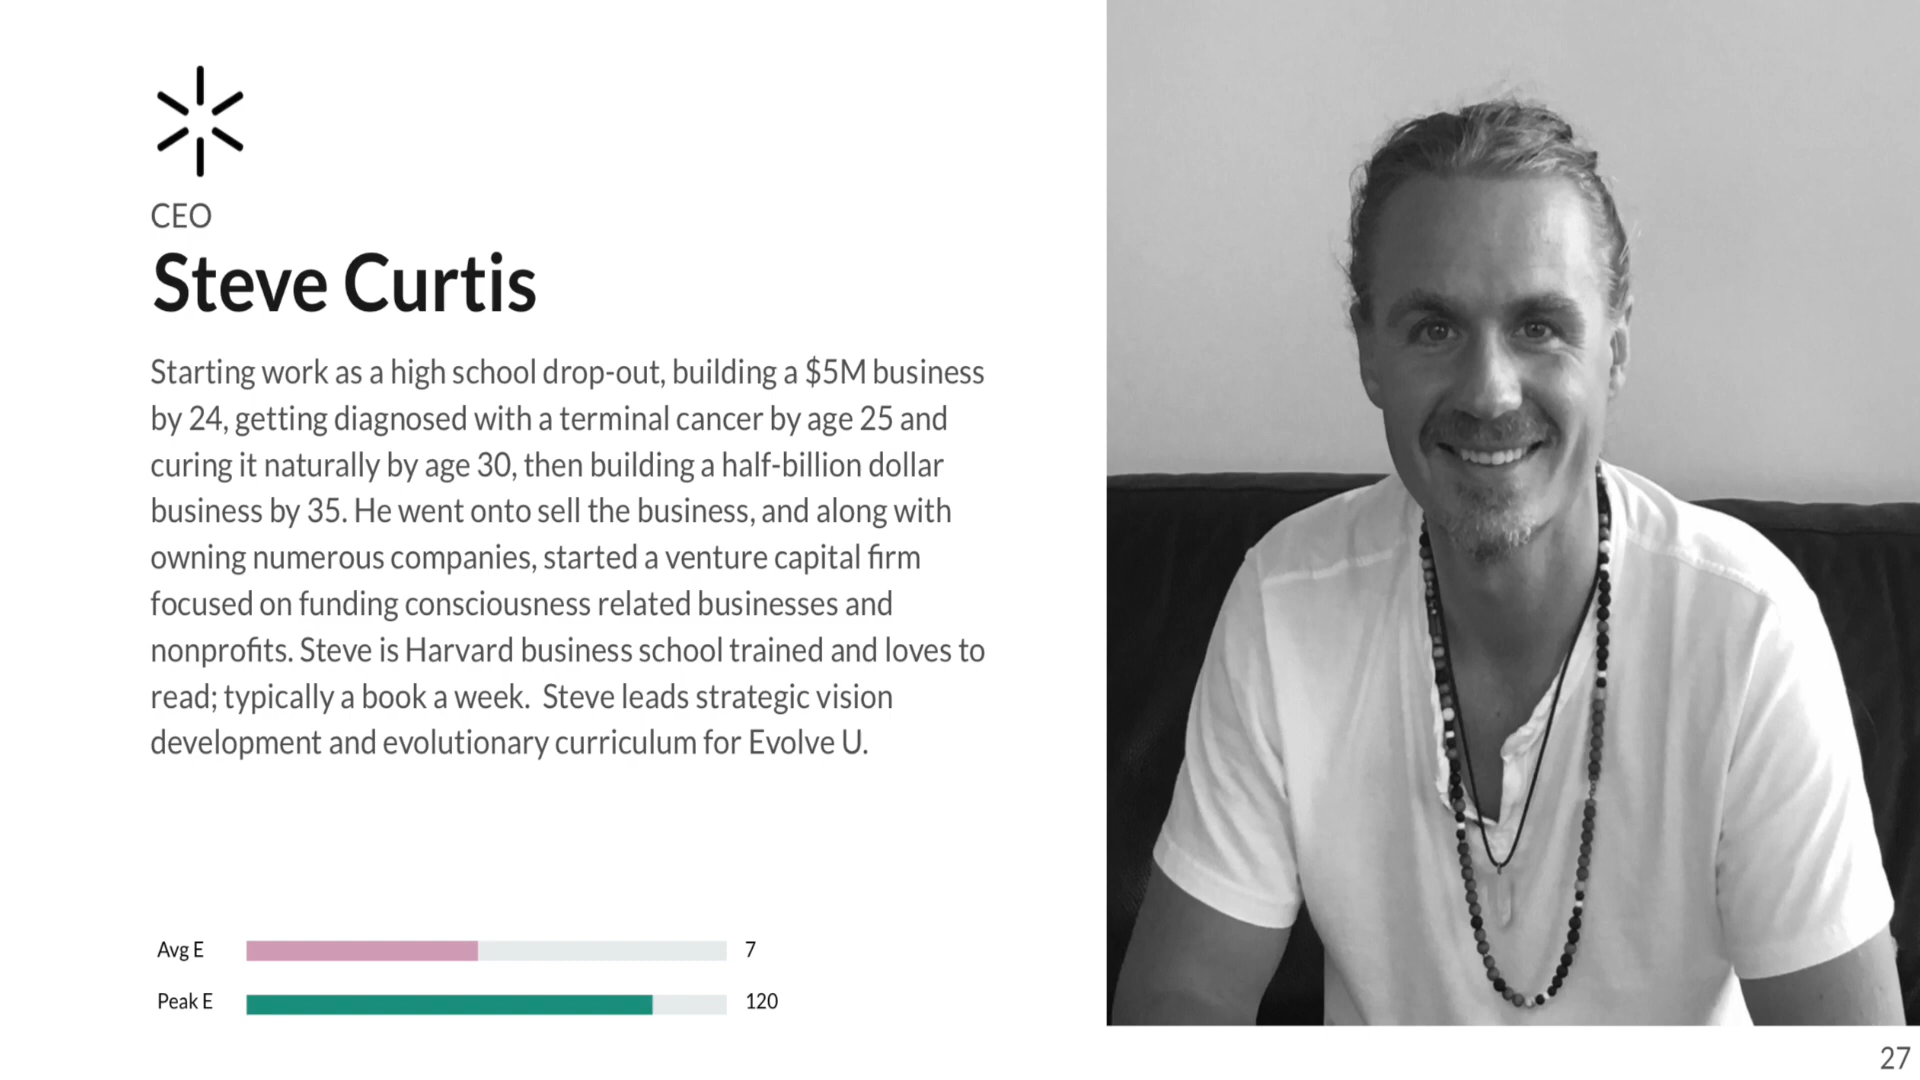 CEO
Steve Curtis
Starting work as a high school drop-out, building a $5M business
by 24, getting diagnosed with a terminal cancer by age 25 and
curing it naturally by age 30, then building a half-billion dollar
business by 35. He went onto sell the business, and along with
owning numerous companies, started a venture capital firm
focused on funding consciousness related businesses and
nonprofits. Steve is Harvard business school trained and loves to
read; typically a book a week.  Steve leads strategic vision
development and evolutionary curriculum for Evolve U.
Avg E 7
Peak E 120
27